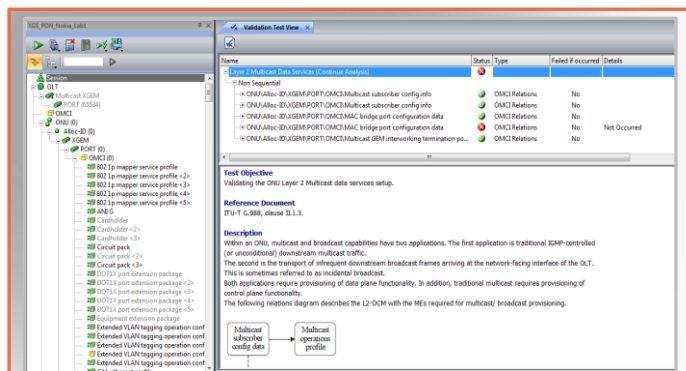 XGS_PON_Nokia_Lab1
Session
OLT
Multicast XGEM
PORT (65534)
OMCI
ONU (0)
Alloc-ID (0)
XGEM
PORT (0)
OMCI (0)
802 1p mapper service profile
802 1p mapper service profile <2>
802 1p mapper service profile <3>
802 1p mapper service profile <4>
802 1p mapper service profile <5>
ANI G
Cardholder
Cardholder <2>
Cardholder <3>
Circuit pack
Circuit pack <2>
Circuit pack <3>
DOT1X port extension package
DOT1X port extension package <2>
DOT1X port extension package <3>
DOT1X port extension package <4>
DOT1X port extension package <5>
Equipment extension package
Extended VLAN tagging operation conf
Extended VLAN tagging operation conf
Extended VLAN tagging operation conf
Extended VLAN tagging operation conf
Extended VLAN tagging operation conf
Validation Test View
Name Status Type Failed if occurred Details
Layer 2 Multicast Data Services (Continue Analysis)
Non Sequential
ONU\Alloc-ID\XGEM\PORT\OMCI\Multicast subscriber config info OMCI Relations No
ONU\Alloc-ID\XGEM\PORT\OMCI\Multicast subscriber config info OMCI Relations No
ONU\Alloc-ID\XGEM\PORT\OMCI\MAC bridge port configuration data OMCI Relations No
ONU\Alloc-ID\XGEM\PORT\OMCI\MAC bridge port configuration data OMCI Relations No Not Occurred
ONU\Alloc-ID\XGEM\PORT\OMCI\Multicast GEM interworking termination po... OMCI Relations No
Test Objective
Validating the ONU Layer 2 Multicast data services setup.
Reference Document
ITU-T G.988, clause II.1.3.
Description
Within an ONU, multicast and broadcast capabilities have two applications. The first application is traditional IGMP-controlled
(or unconditional) downstream multicast traffic.
The second is the transport of infrequent downstream broadcast frames arriving at the network-facing interface of the OLT.
This is sometimes referred to as incidental broadcast.
Both applications require provisioning of data plane functionality. In addition, traditional multicast requires provisioning of
control plane functionality.
The following relations diagram describes the L2-OCM with the MEs required for multicast/ broadcast provisioning.
Multicast
subscriber
config data
Multicast
operations
profile